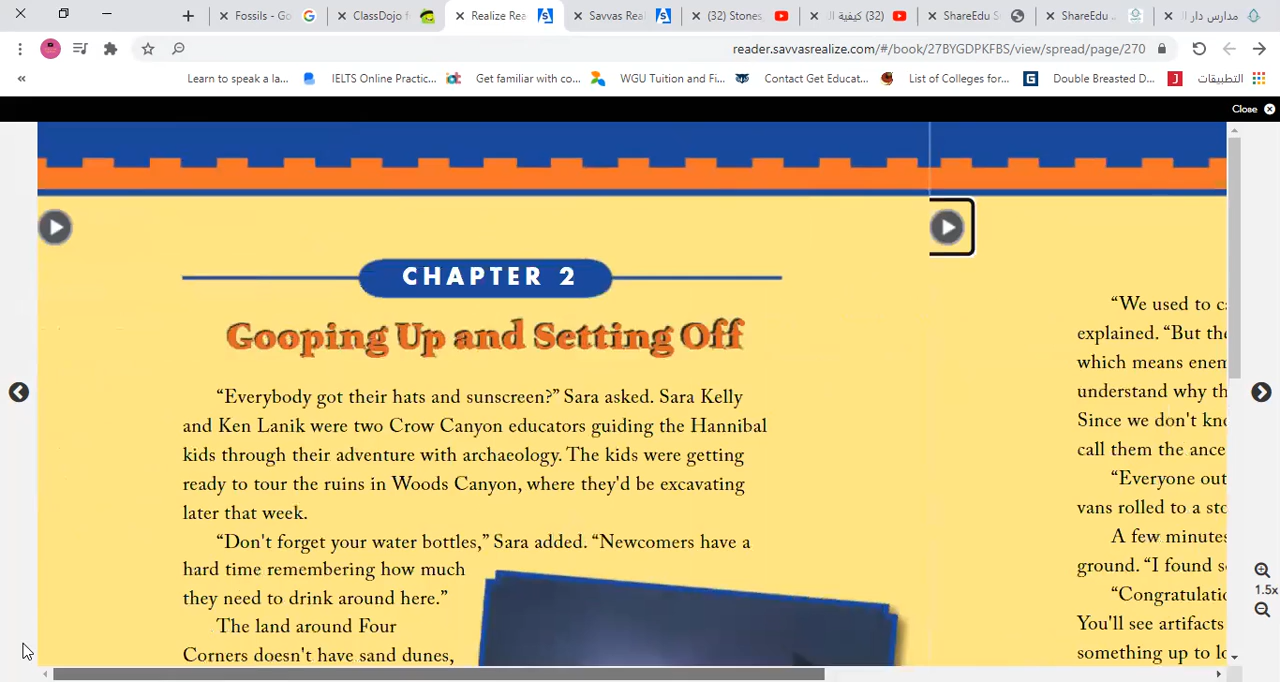 Fossils - Go
ClassDojo f
Realize Rea
Savvas Rea
(32) Stones,
(32) كيفية ال
ShareEdu S
ShareEdu .
مدارس دار ال
reader.savvasrealize.com/#/book/27BYGDPKFBS/view/spread/page/270
« Learn to speak a la... IELTS Online Practic... Get familiar with co... WGU Tuition and Fi... Contact Get Educat... List of Colleges for... Double Breasted D... التطبيقات
Close
CHAPTER 2
Gooping Up and Setting Off
“Everybody got their hats and sunscreen?” Sara asked. Sara Kelly
and Ken Lanik were two Crow Canyon educators guiding the Hannibal
kids through their adventure with archaeology. The kids were getting
ready to tour the ruins in Woods Canyon, where they'd be excavating
later that week.
“Don't forget your water bottles,” Sara added. “Newcomers have a
hard time remembering how much
they need to drink around here.”
The land around Four
Corners doesn't have sand dunes,
“We used to c
explained. “But the
which means enem
understand why th
Since we don't kn
call them the ance
“Everyone out
vans rolled to a sto
A few minutes
ground. “I found s
“Congratulatio
You'll see artifacts
something up to lo
1.5x